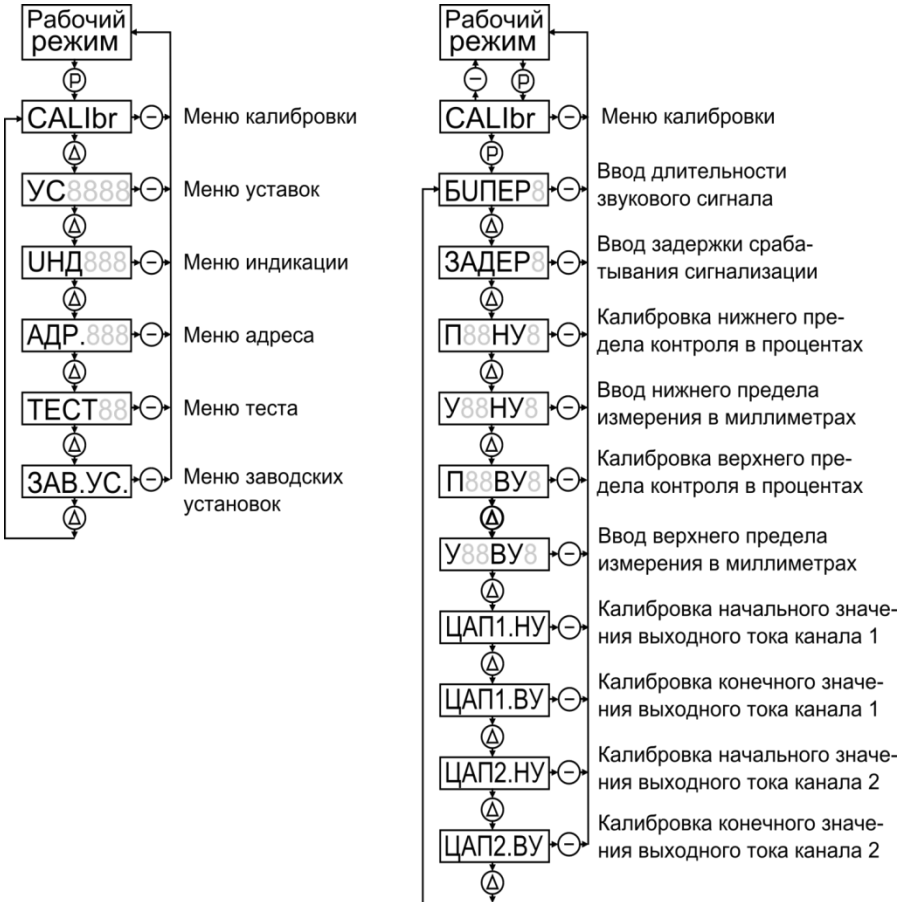 Рабочий
режим
P
CALIbr
–
Меню калибровки
Δ
УС8888
–
Меню уставок
Δ
UНД888
–
Меню индикации
Δ
АДР.888
–
Меню адреса
Δ
ТЕСТ88
–
Меню теста
Δ
ЗАВ.УС.
–
Меню заводских
установок
Δ
Рабочий
режим
–
P
CALIbr
–
Меню калибровки
P
БUПЕР8
–
Ввод длительности
звукового сигнала
Δ
ЗАДЕР8
–
Ввод задержки сраба-
тывания сигнализации
Δ
П88НУ8
–
Калибровка нижнего пре-
дела контроля в процентах
Δ
У88НУ8
–
Ввод нижнего предела
измерения в миллиметрах
Δ
П88ВУ8
–
Калибровка верхнего пре-
дела контроля в процентах
Δ
У88ВУ8
–
Ввод верхнего предела
измерения в миллиметрах
Δ
ЦАП1.НУ
–
Калибровка начального значе-
ния выходного тока канала 1
Δ
ЦАП1.ВУ
–
Калибровка конечного значе-
ния выходного тока канала 1
Δ
ЦАП2.НУ
–
Калибровка начального значе-
ния выходного тока канала 2
Δ
ЦАП2.ВУ
–
Калибровка конечного значе-
ния выходного тока канала 2
Δ